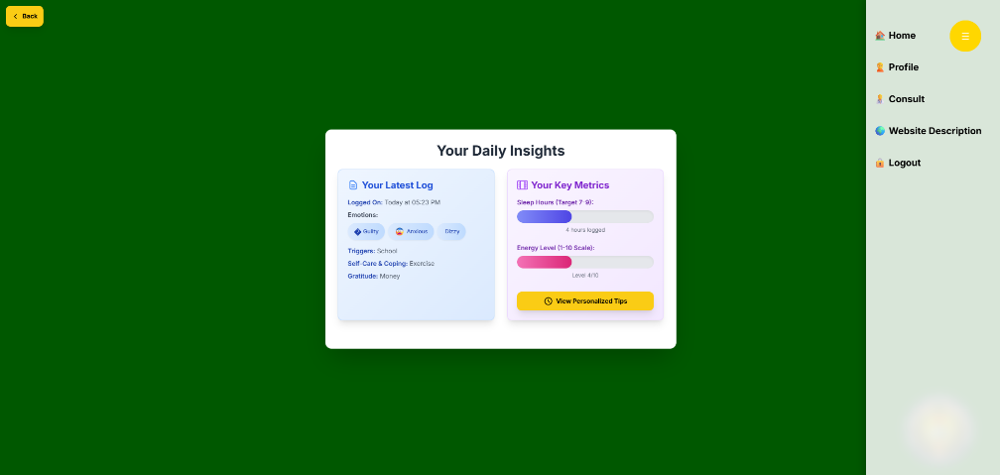 Back
Home
Profile
Consult
Website Description
Logout
Your Daily Insights
Your Latest Log
Logged On: Today at 05:23 PM
Emotions:
Guilty
Anxious
Dizzy
Triggers: School
Self-Care & Coping: Exercise
Gratitude: Money
Your Key Metrics
Sleep Hours (Target 7-9):
4 hours logged
Energy Level (1-10 Scale):
Level 4/10
View Personalized Tips